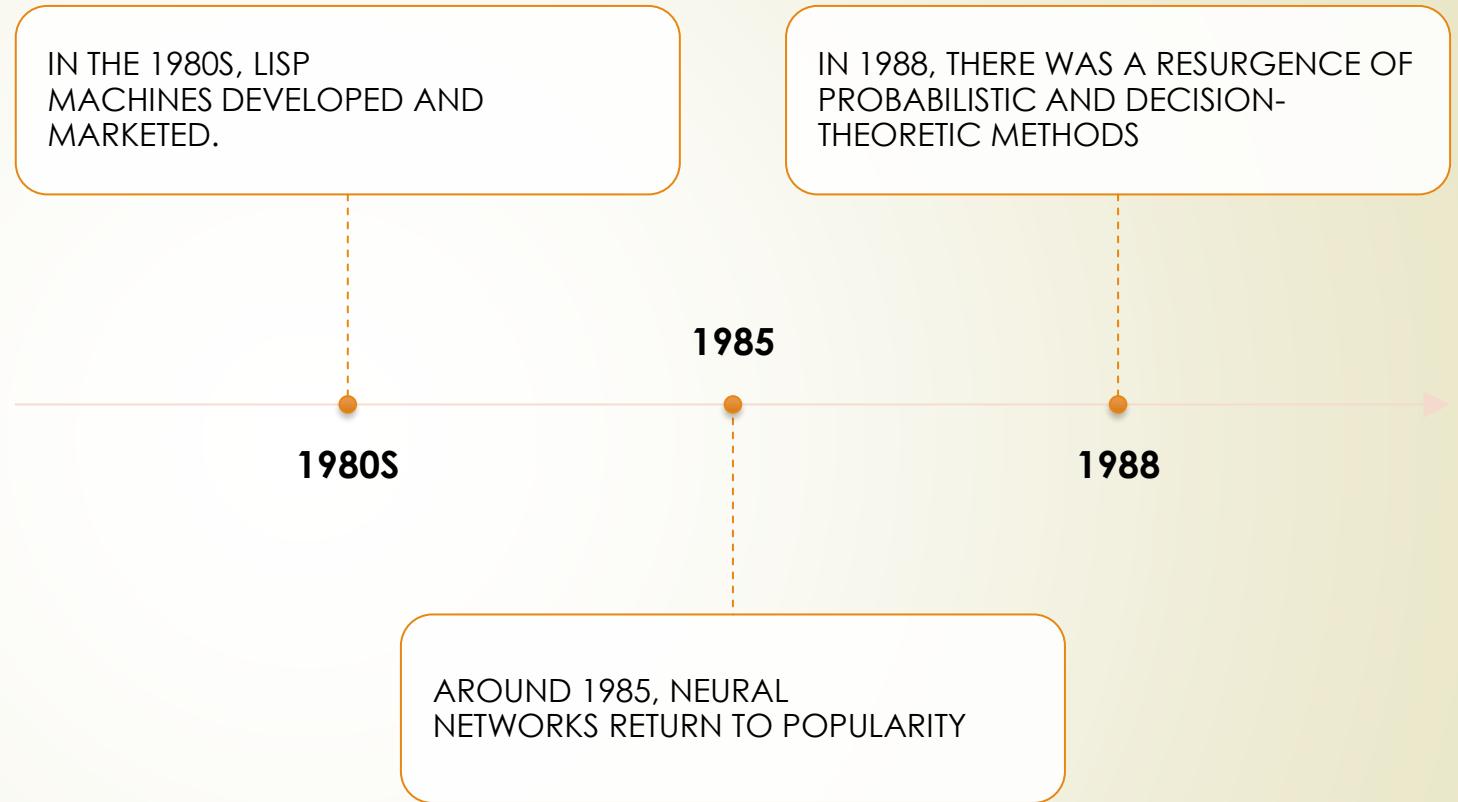 IN THE 1980S, LISP
MACHINES DEVELOPED AND
MARKETED.
1980S
1985
AROUND 1985, NEURAL
NETWORKS RETURN TO POPULARITY
IN 1988, THERE WAS A RESURGENCE OF
PROBABILISTIC AND DECISION-
THEORETIC METHODS
1988